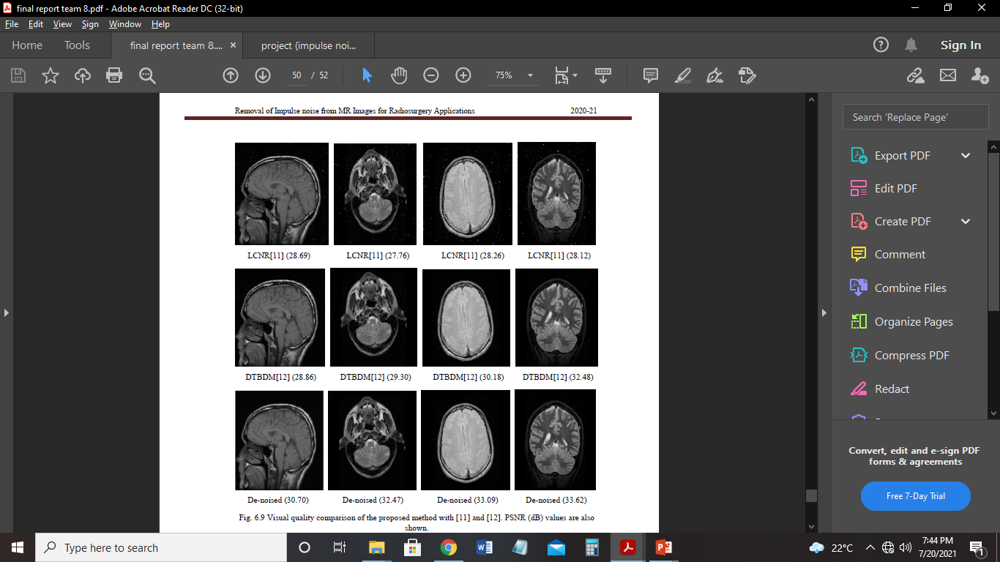 final report team 8.pdf - Adobe Acrobat Reader DC (32-bit)
File Edit View Sign Window Help
Home Tools final report team 8.... × project (impulse noi... Sign In
50 / 52 75%
Removal of Impulse noise from MR Images for Radiosurgery Applications 2020-21
LCNR[11] (28.69) LCNR[11] (27.76) LCNR[11] (28.26) LCNR[11] (28.12)
DTBDM[12] (28.86) DTBDM[12] (29.30) DTBDM[12] (30.18) DTBDM[12] (32.48)
De-noised (30.70) De-noised (32.47) De-noised (33.09) De-noised (33.62)
Fig. 6.9 Visual quality comparison of the proposed method with [11] and [12]. PSNR (dB) values are also
shown.
Search 'Replace Page'
Export PDF
Edit PDF
Create PDF
Comment
Combine Files
Organize Pages
Compress PDF
Redact
Convert, edit and e-sign PDF
forms & agreements
Free 7-Day Trial
Type here to search
22°C
7:44 PM
7/20/2021
1